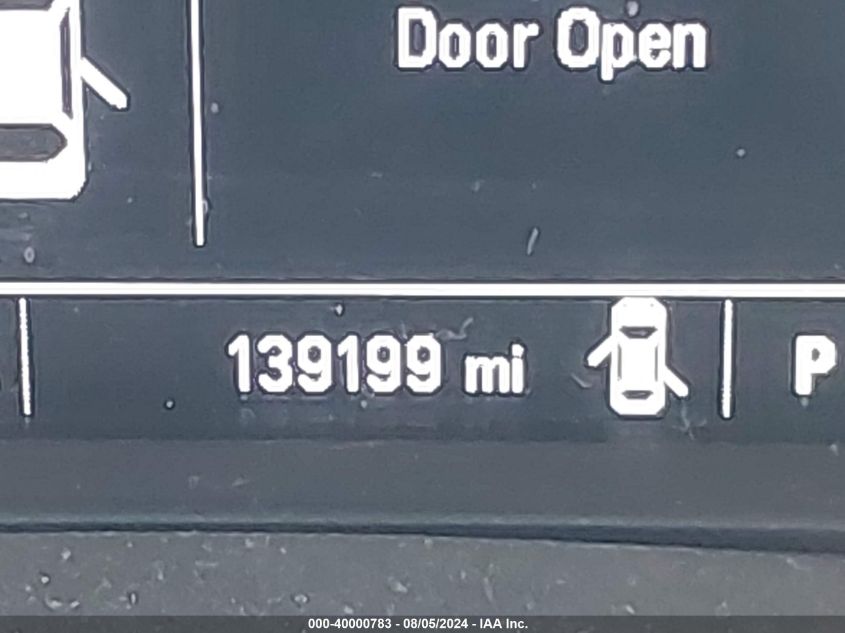 Door Open
139199 mi
P
000-40000783 - 08/05/2024 - IAA Inc.